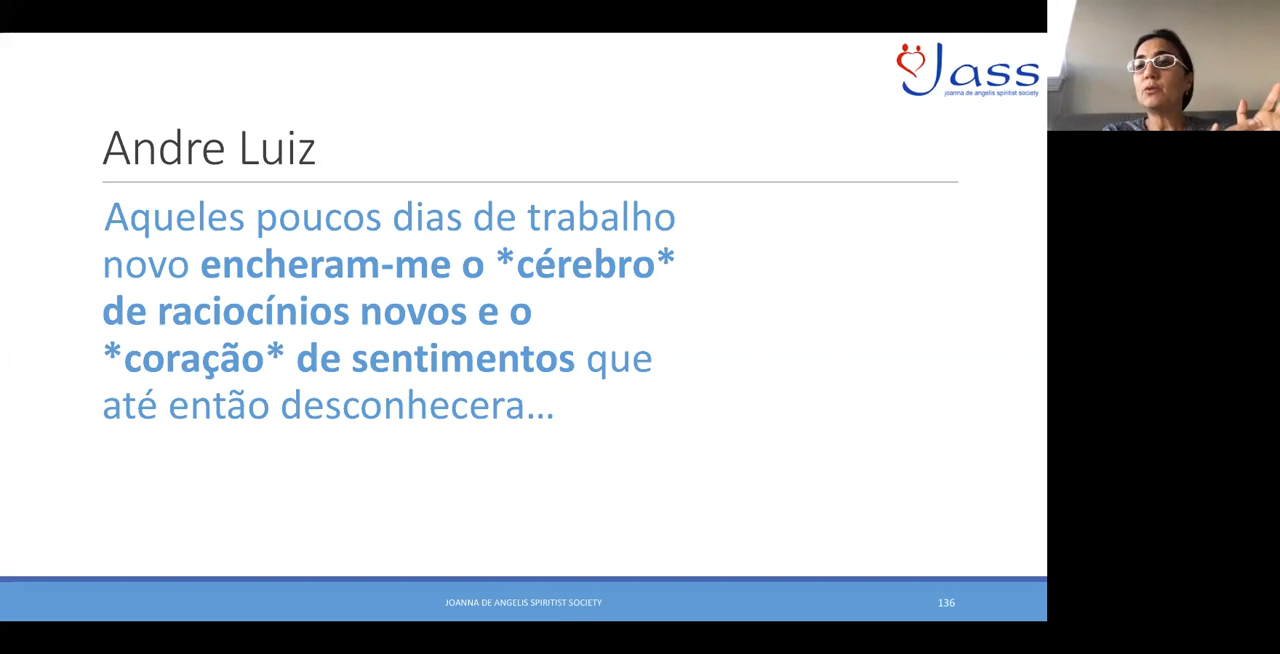 Jass
joanna de angelis spiritist society
Andre Luiz
Aqueles poucos dias de trabalho
novo encheram-me o *cérebro*
de raciocínios novos e o
*coração* de sentimentos que
até então desconhecera...
JOANNA DE ANGELIS SPIRITIST SOCIETY
136